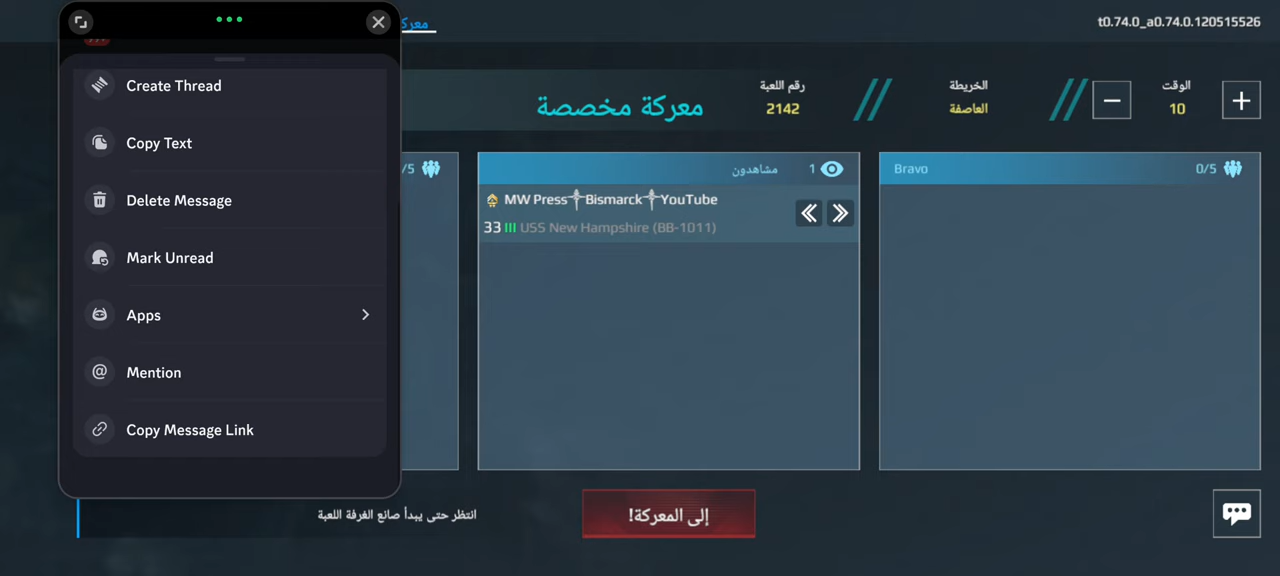 معركة
t0.74.0_a0.74.0.120515526
Create Thread
Copy Text
Delete Message
Mark Unread
Apps
@ Mention
Copy Message Link
معركة مخصصة
رقم اللعبة
2142
الخريطة
العاصفة
الوقت
10
/5
مشاهدون 1
MW Press Bismarck YouTube
33 III USS New Hampshire (BB-1011)
Bravo 0/5
انتظر حتى يبدأ صانع الغرفة اللعبة
إلى المعركة!